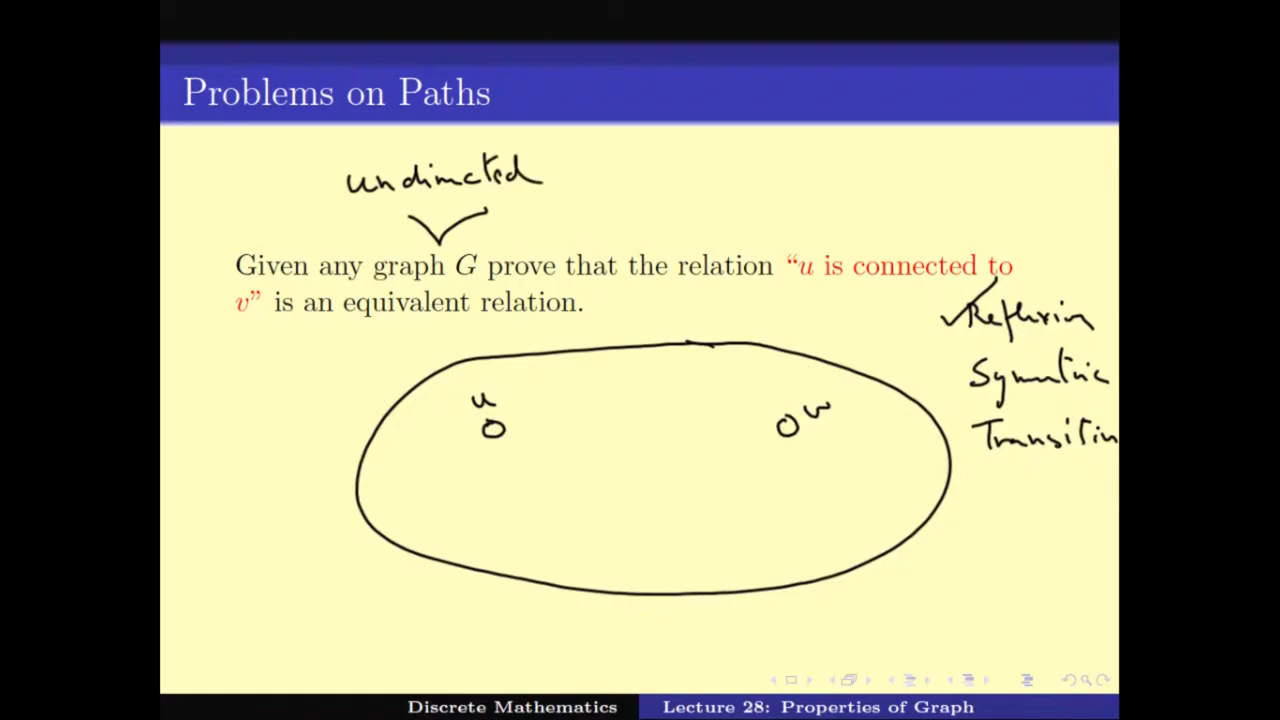 Problems on Paths
undirected
Given any graph G prove that the relation “u is connected to
v” is an equivalent relation.
Reflexive
Symmetric
Transitive
u
w
Discrete Mathematics
Lecture 28: Properties of Graph